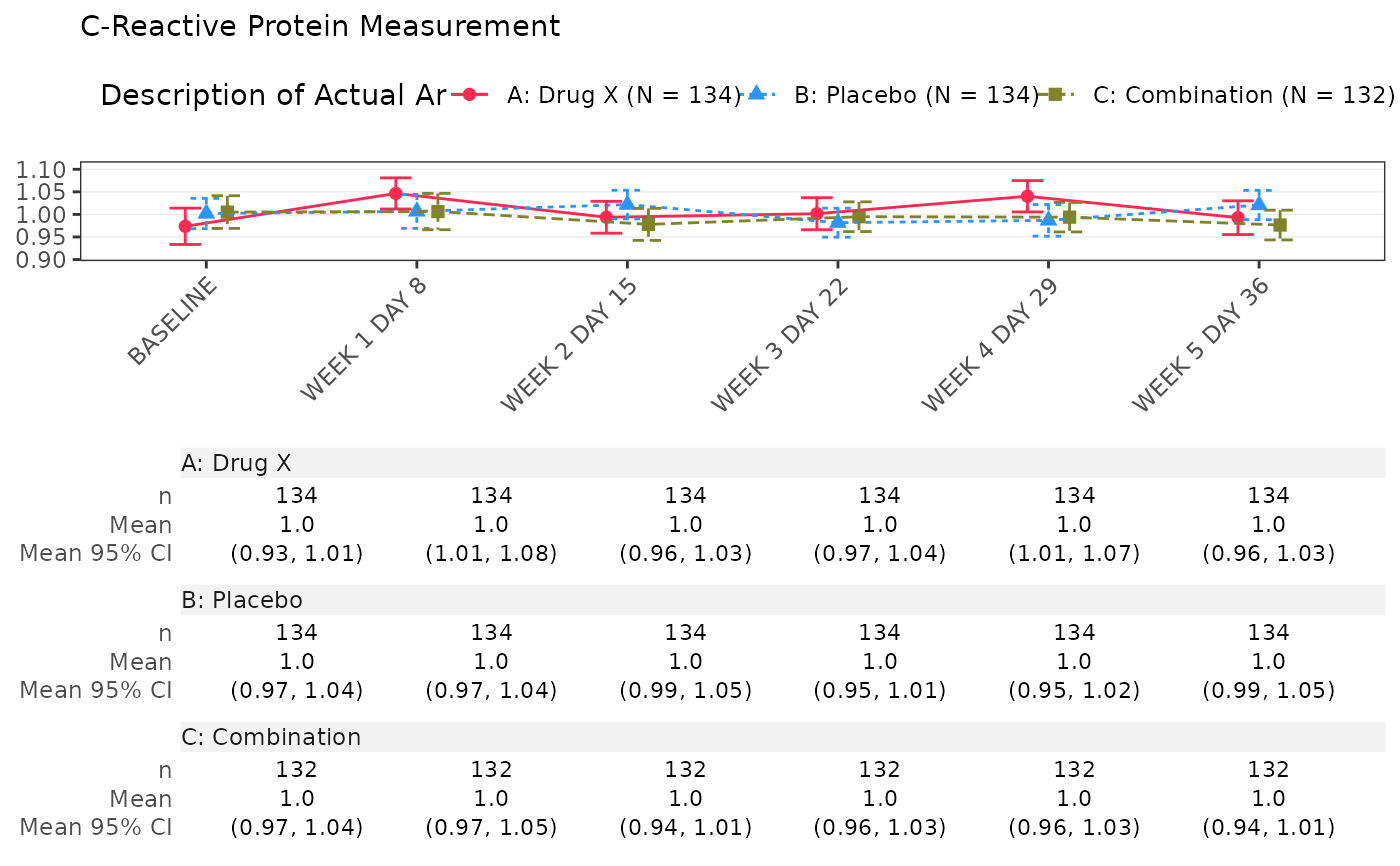 C-Reactive Protein Measurement
Description of Actual Ar A: Drug X (N = 134) B: Placebo (N = 134) C: Combination (N = 132)
1.10
1.05
1.00
0.95
0.90
BASELINE WEEK 1 DAY 8 WEEK 2 DAY 15 WEEK 3 DAY 22 WEEK 4 DAY 29 WEEK 5 DAY 36
A: Drug X
n 134 134 134 134 134 134
Mean 1.0 1.0 1.0 1.0 1.0 1.0
Mean 95% CI (0.93, 1.01) (1.01, 1.08) (0.96, 1.03) (0.97, 1.04) (1.01, 1.07) (0.96, 1.03)
B: Placebo
n 134 134 134 134 134 134
Mean 1.0 1.0 1.0 1.0 1.0 1.0
Mean 95% CI (0.97, 1.04) (0.97, 1.04) (0.99, 1.05) (0.95, 1.01) (0.95, 1.02) (0.99, 1.05)
C: Combination
n 132 132 132 132 132 132
Mean 1.0 1.0 1.0 1.0 1.0 1.0
Mean 95% CI (0.97, 1.04) (0.97, 1.05) (0.94, 1.01) (0.96, 1.03) (0.96, 1.03) (0.94, 1.01)